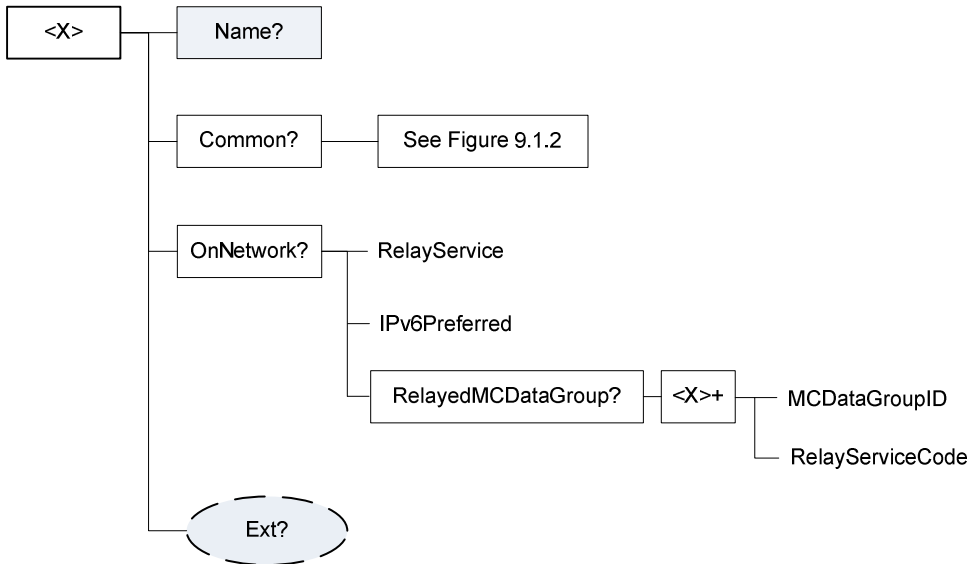 <X>
Name?
Common?
See Figure 9.1.2
OnNetwork?
RelayService
IPv6Preferred
RelayedMCDataGroup?
<X>+
MCDataGroupID
RelayServiceCode
Ext?